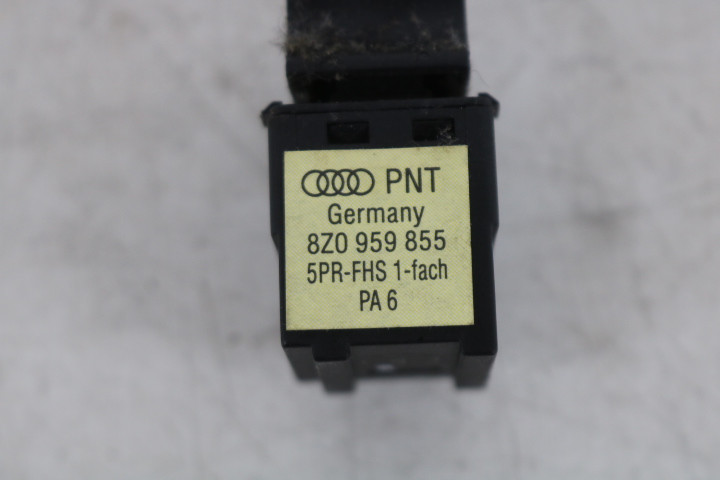 PNT
Germany
8Z0 959 855
5PR-FHS 1-fach
PA 6